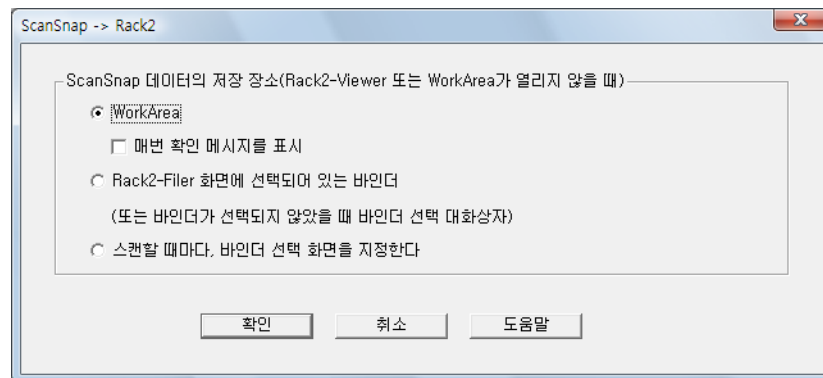 ScanSnap -> Rack2
ScanSnap 데이터의 저장 장소(Rack2-Viewer 또는 WorkArea가 열리지 않을 때)
WorkArea
매번 확인 메시지를 표시
Rack2-Filer 화면에 선택되어 있는 바인더
(또는 바인더가 선택되지 않았을 때 바인더 선택 대화상자)
스캔할 때마다, 바인더 선택 화면을 지정한다
확인 취소 도움말